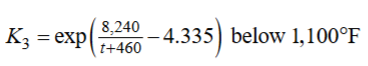 K₃ = exp(8,240/t+460 − 4.335) below 1,100°F